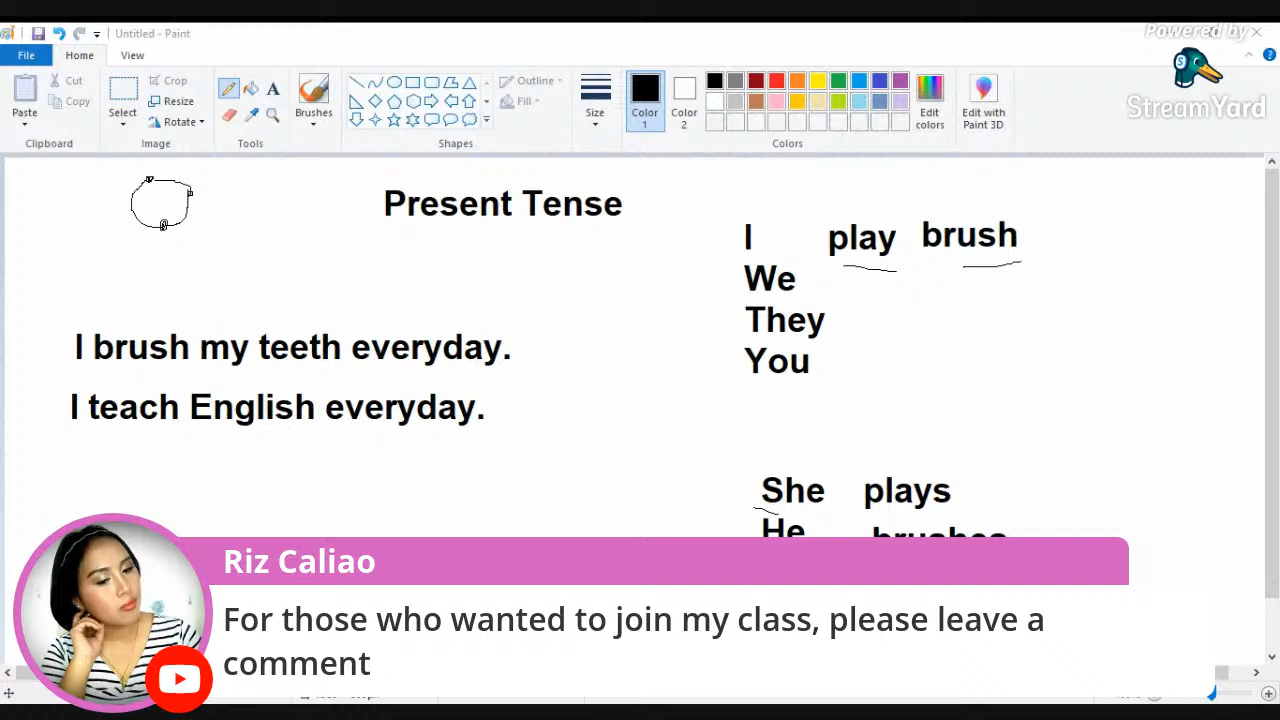 Untitled - Paint
Powered by
StreamYard
File Home View
Paste
Cut
Copy
Clipboard
Select
Crop
Resize
Rotate
Image
Tools
Brushes
Outline
Fill
Shapes
Size
Color 1
Color 2
Edit colors
Colors
Edit with Paint 3D
Present Tense
I play brush
We
They
You
I brush my teeth everyday.
I teach English everyday.
She plays
He brushes
Riz Caliao
For those who wanted to join my class, please leave a
comment